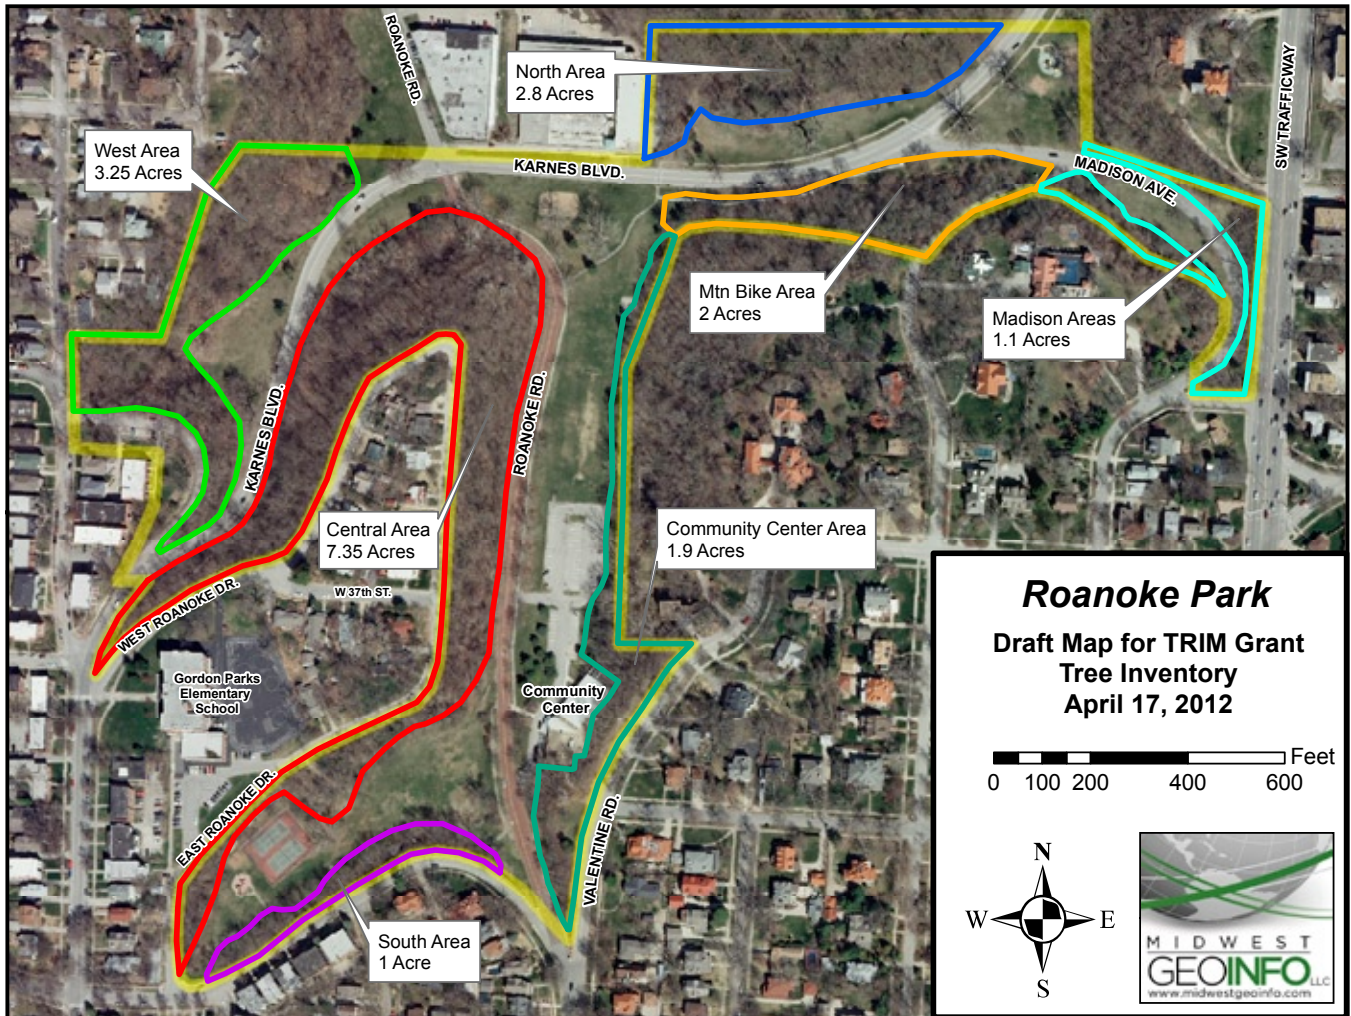 ROANOKE RD.
North Area
2.8 Acres
SW TRAFFICWAY
West Area
3.25 Acres
KARNES BLVD.
MADISON AVE.
Mtn Bike Area
2 Acres
Madison Areas
1.1 Acres
KARNES BLVD.
ROANOKE RD.
Central Area
7.35 Acres
Community Center Area
1.9 Acres
W 37th ST.
WEST ROANOKE DR.
Gordon Parks
Elementary
School
Community
Center
EAST ROANOKE DR.
VALENTINE RD.
South Area
1 Acre
Roanoke Park
Draft Map for TRIM Grant
Tree Inventory
April 17, 2012
Feet
0 100 200 400 600
N
W E
S
MIDWEST
GEOINFO LLC
www.midwestgeoinfo.com